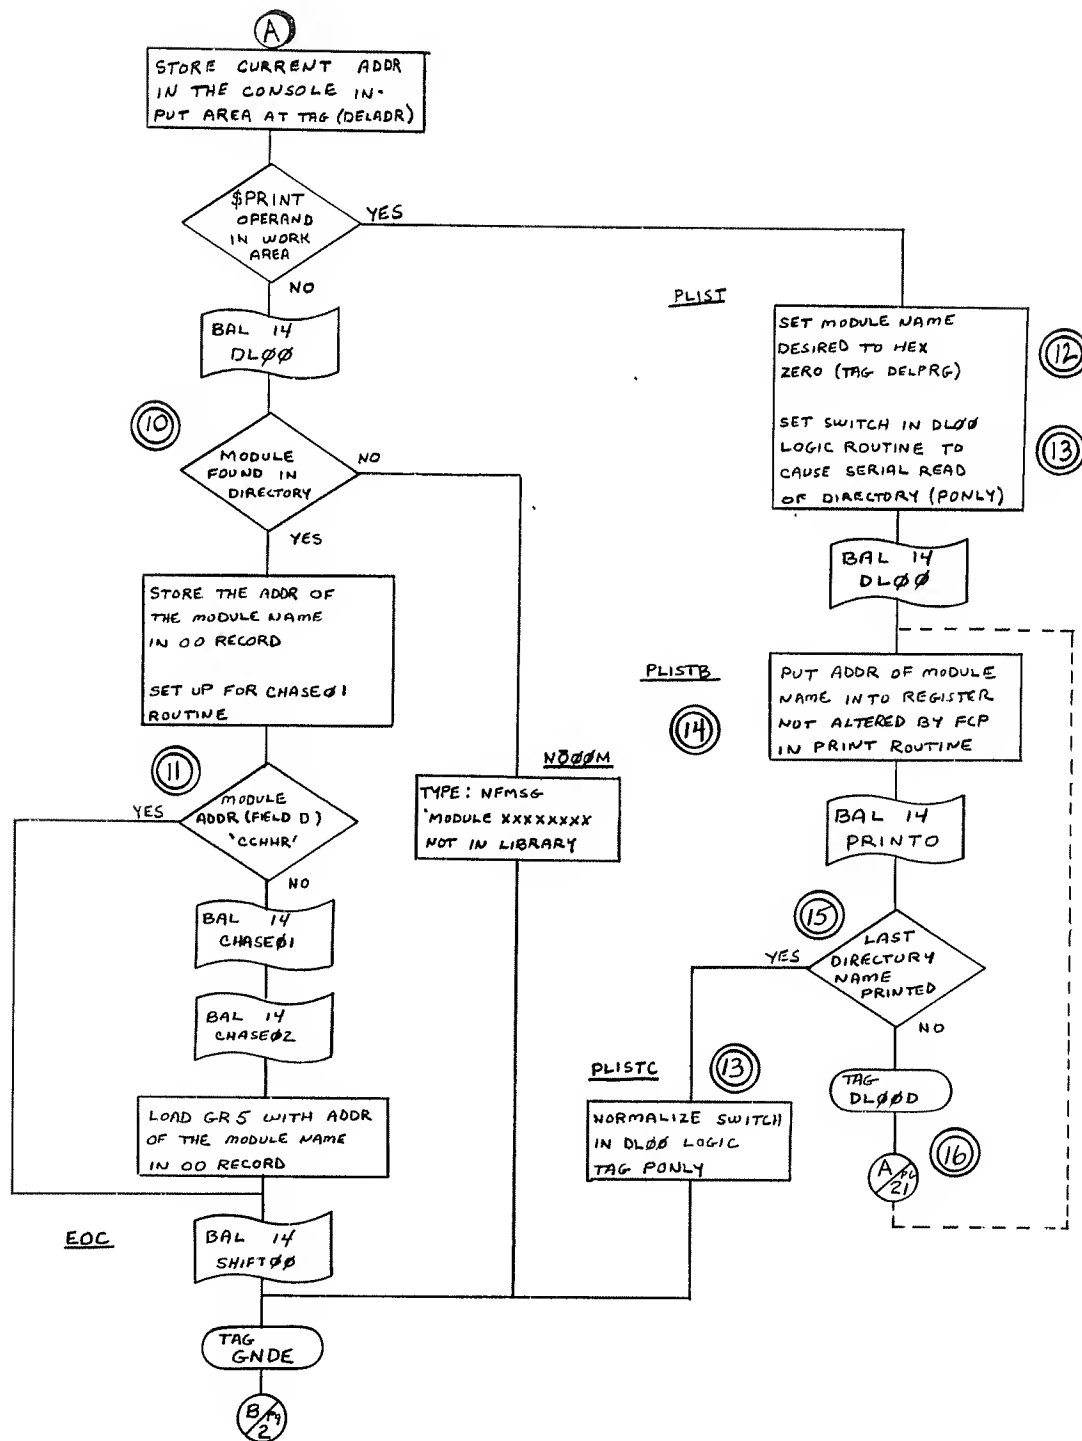 A
STORE CURRENT ADDR
IN THE CONSOLE IN-
PUT AREA AT TAG (DELADR)
$PRINT
OPERAND
IN WORK
AREA
YES
NO
BAL 14
DLØØ
10
MODULE
FOUND IN
DIRECTORY
NO
YES
STORE THE ADDR OF
THE MODULE NAME
IN 00 RECORD
SET UP FOR CHASEØ1
ROUTINE
11
MODULE
ADDR (FIELD D)
'CCHHR'
YES
NO
BAL 14
CHASEØ1
BAL 14
CHASEØ2
LOAD GR 5 WITH ADDR
OF THE MODULE NAME
IN 00 RECORD
EOC
BAL 14
SHIFTØØ
TAG
GNDE
B pg
2
NOØØM
TYPE: NFMSG
'MODULE XXXXXXXX
NOT IN LIBRARY
PLIST
SET MODULE NAME
DESIRED TO HEX
ZERO (TAG DELPRG)
12
SET SWITCH IN DLØØ
LOGIC ROUTINE TO
CAUSE SERIAL READ
OF DIRECTORY (PONLY)
13
BAL 14
DLØØ
PLISTB
14
PUT ADDR OF MODULE
NAME INTO REGISTER
NOT ALTERED BY FCP
IN PRINT ROUTINE
BAL 14
PRINTO
15
LAST
DIRECTORY
NAME
PRINTED
YES
NO
PLISTC
13
NORMALIZE SWITCH
IN DLØØ LOGIC
TAG PONLY
TAG
DLØØD
16
A PG
21